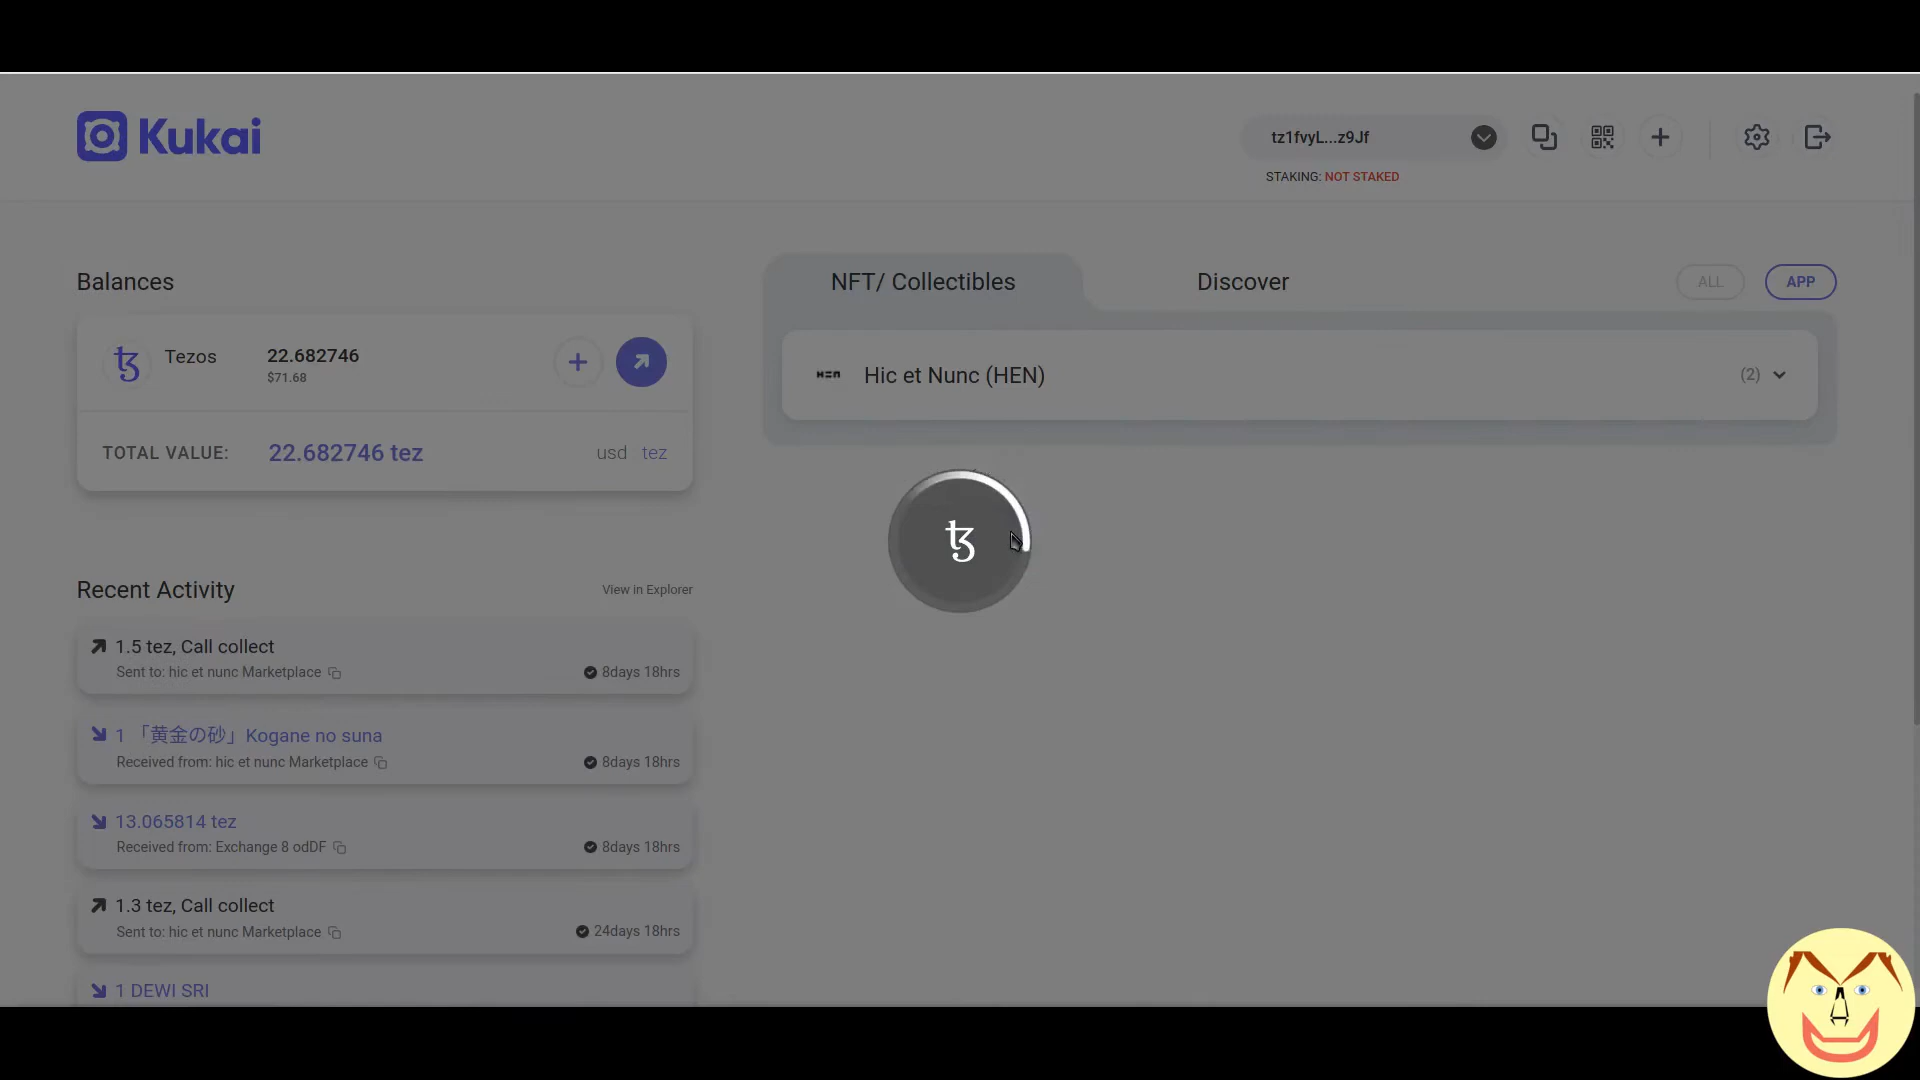 Kukai
tz1fvyL...z9Jf
STAKING: NOT STAKED
Balances
Tezos
22.682746
$71.68
TOTAL VALUE:
22.682746 tez
usd
tez
NFT/ Collectibles
Discover
ALL
APP
HEN
Hic et Nunc (HEN)
(2)
Recent Activity
View in Explorer
1.5 tez, Call collect
Sent to: hic et nunc Marketplace
8days 18hrs
1 「黄金の砂」Kogane no suna
Received from: hic et nunc Marketplace
8days 18hrs
13.065814 tez
Received from: Exchange 8 odDF
8days 18hrs
1.3 tez, Call collect
Sent to: hic et nunc Marketplace
24days 18hrs
1 DEWI SRI